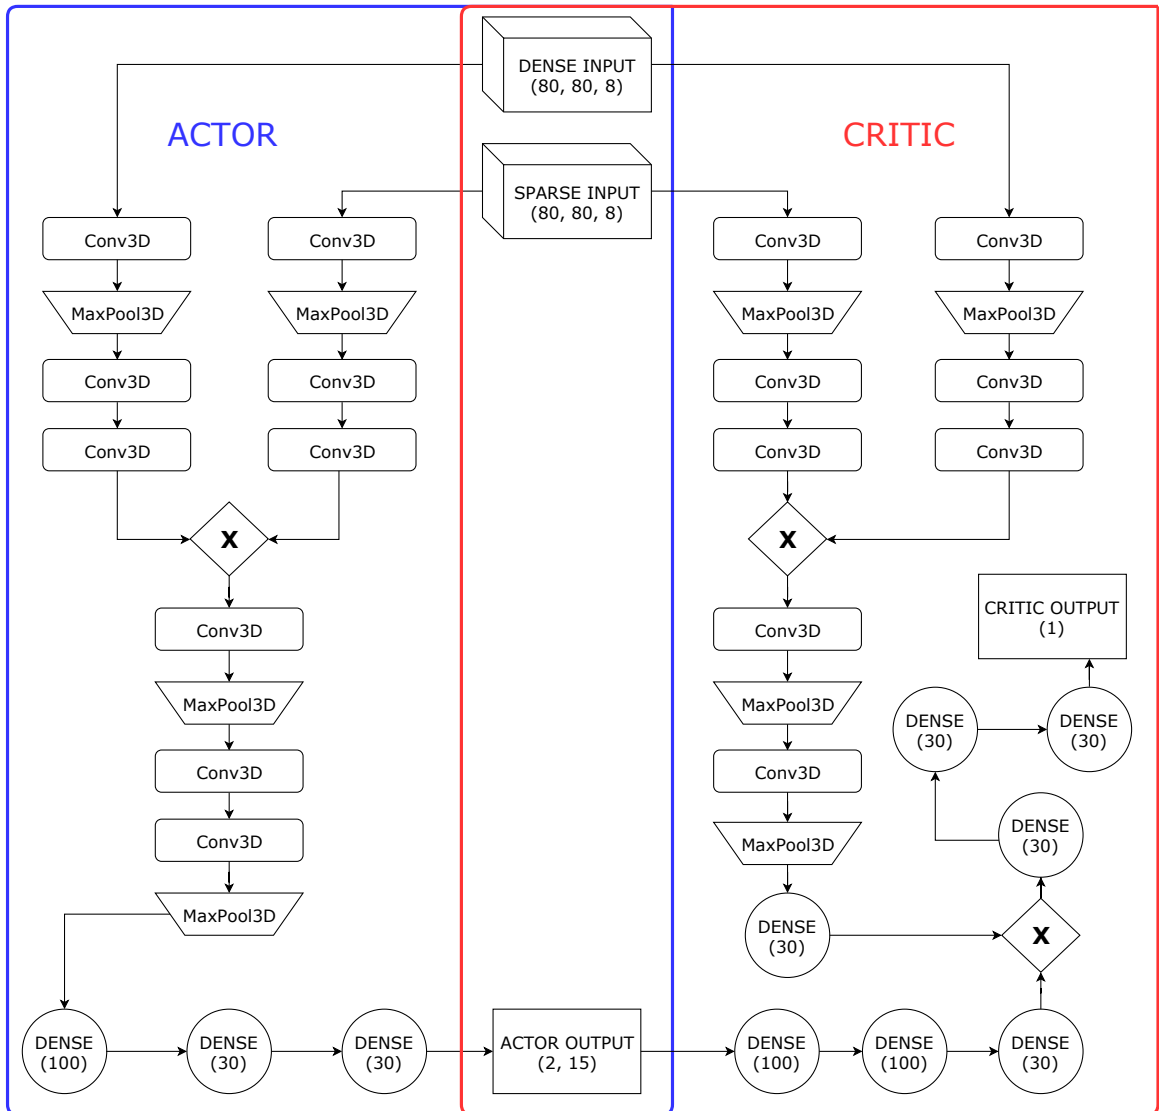 DENSE INPUT
(80, 80, 8)
ACTOR
CRITIC
SPARSE INPUT
(80, 80, 8)
Conv3D
Conv3D
Conv3D
Conv3D
MaxPool3D
MaxPool3D
MaxPool3D
MaxPool3D
Conv3D
Conv3D
Conv3D
Conv3D
Conv3D
Conv3D
Conv3D
Conv3D
X
X
Conv3D
Conv3D
CRITIC OUTPUT
(1)
MaxPool3D
MaxPool3D
DENSE
(30)
DENSE
(30)
Conv3D
Conv3D
Conv3D
MaxPool3D
DENSE
(30)
MaxPool3D
DENSE
(30)
X
DENSE
(100)
DENSE
(30)
DENSE
(30)
ACTOR OUTPUT
(2, 15)
DENSE
(100)
DENSE
(100)
DENSE
(30)